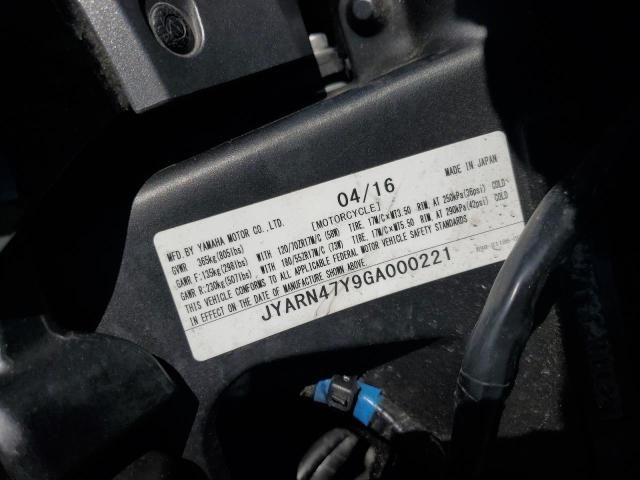 04/16
MADE IN JAPAN
MFD. BY YAMAHA MOTOR CO., LTD. [MOTORCYCLE]
GVWR 365kg(805lbs)
GAWR F:135kg(298lbs) WITH 120/70ZR17M/C (58W) TIRE, 17M/C×MT3.50 RIM, AT 250kPa(36psi) COLD
GAWR R:230kg(507lbs) WITH 180/55ZR17M/C (73W) TIRE, 17M/C×MT5.50 RIM, AT 290kPa(42psi) COLD
THIS VEHICLE CONFORMS TO ALL APPLICABLE FEDERAL MOTOR VEHICLE SAFETY STANDARDS
IN EFFECT ON THE DATE OF MANUFACTURE SHOWN ABOVE.
JYARN47Y9GA000221